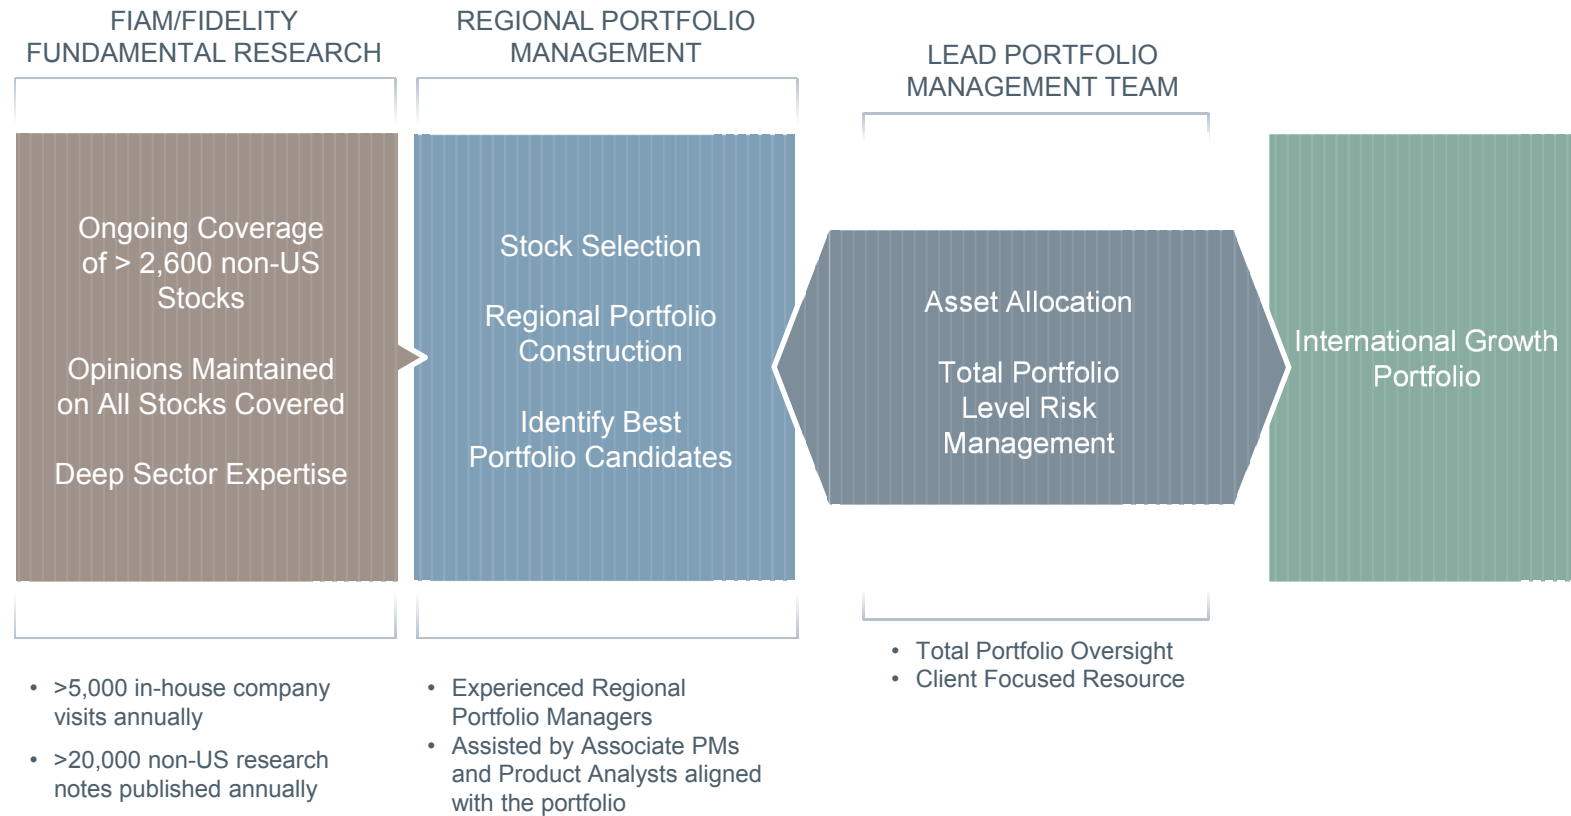 FIAM/FIDELITY
FUNDAMENTAL RESEARCH
Ongoing Coverage
of > 2,600 non-US
Stocks
Opinions Maintained
on All Stocks Covered
Deep Sector Expertise
• >5,000 in-house company
visits annually
• >20,000 non-US research
notes published annually
REGIONAL PORTFOLIO
MANAGEMENT
Stock Selection
Regional Portfolio
Construction
Identify Best
Portfolio Candidates
• Experienced Regional
Portfolio Managers
• Assisted by Associate PMs
and Product Analysts aligned
with the portfolio
LEAD PORTFOLIO
MANAGEMENT TEAM
Asset Allocation
Total Portfolio
Level Risk
Management
• Total Portfolio Oversight
• Client Focused Resource
International Growth
Portfolio